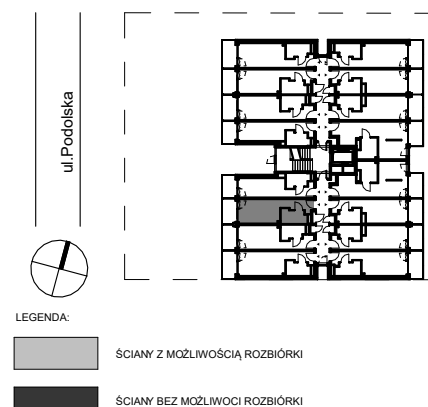 ul.Podolska
LEGENDA:
ŚCIANY Z MOŻLIWOŚCIĄ ROZBIÓRKI
ŚCIANY BEZ MOŻLIWOCI ROZBIÓRKI